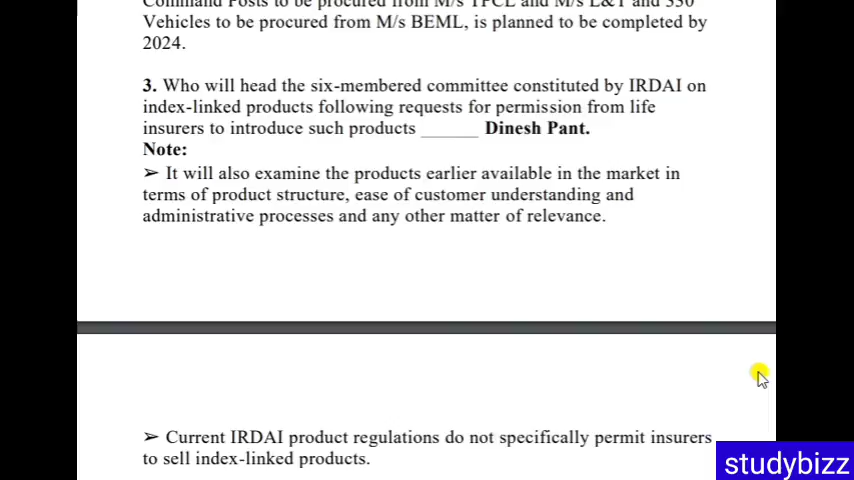 Command Posts to be procured from M/s TPCL and M/s L&T and 330
Vehicles to be procured from M/s BEML, is planned to be completed by
2024.
3. Who will head the six-membered committee constituted by IRDAI on
index-linked products following requests for permission from life
insurers to introduce such products ______ Dinesh Pant.
Note:
➢ It will also examine the products earlier available in the market in
terms of product structure, ease of customer understanding and
administrative processes and any other matter of relevance.
➢ Current IRDAI product regulations do not specifically permit insurers
to sell index-linked products.
studybizz